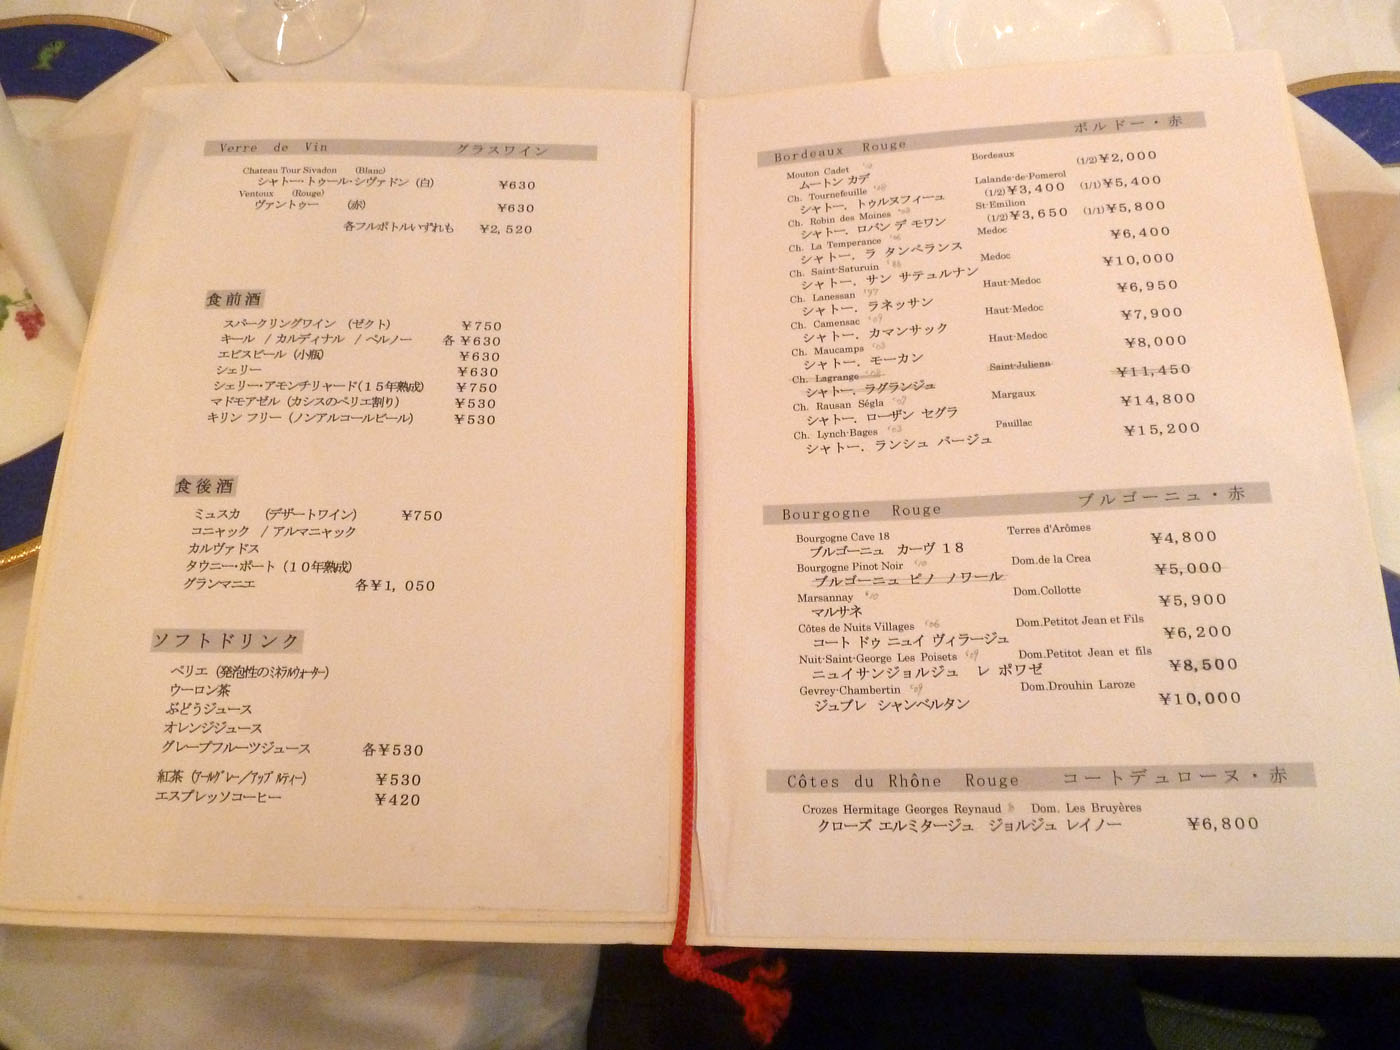 Verre de Vin グラスワイン
Chateau Tour Sivadon (Blanc)
シャトー・トゥール・シヴァドン (白) ¥630
Ventoux (Rouge)
ヴァントゥー (赤) ¥630
各フルボトルいずれも ¥2,520
食前酒
スパークリングワイン (ゼクト) ¥750
キール / カルディナル / ペルノー 各¥630
エビスビール (小瓶) ¥630
シェリー ¥630
シェリー・アモンチリャード(15年熟成) ¥750
マドモアゼル (カシスのペリエ割り) ¥530
キリン フリー (ノンアルコールビール) ¥530
食後酒
ミュスカ (デザートワイン) ¥750
コニャック / アルマニャック
カルヴァドス
タウニー・ポート (10年熟成)
グランマニエ 各¥1,050
ソフトドリンク
ペリエ (発泡性のミネラルウォーター)
ウーロン茶
ぶどうジュース
オレンジジュース
グレープフルーツジュース 各¥530
紅茶 (アールグレー/アップルティー) ¥530
エスプレッソコーヒー ¥420
Bordeaux Rouge ボルドー・赤
Mouton Cadet Bordeaux (1/2)¥2,000
ムートン カデ
Ch. Tournefeuille '08 Lalande-de-Pomerol (1/2)¥3,400 (1/1)¥5,400
シャトー. トゥルヌフィーユ
Ch. Robin des Moines '03 St-Emilion (1/2)¥3,650 (1/1)¥5,800
シャトー. ロバン デ モワン
Ch. La Temperance '06 Medoc ¥6,400
シャトー. ラ タンペランス
Ch. Saint-Saturuin Medoc ¥10,000
シャトー. サン サテュルナン
Ch. Lanessan '97 Haut-Medoc ¥6,950
シャトー. ラネッサン
Ch. Camensac '09 Haut-Medoc ¥7,900
シャトー. カマンサック
Ch. Maucamps '03 Haut-Medoc ¥8,000
シャトー. モーカン
Ch. Lagrange '08 Saint-Juliena ¥11,450
シャトー. ラグランジュ
Ch. Rausan Ségla '07 Margaux ¥14,800
シャトー. ローザン セグラ
Ch. Lynch-Bages '03 Pauillac ¥15,200
シャトー. ランシュ バージュ
Bourgogne Rouge ブルゴーニュ・赤
Bourgogne Cave 18 Terres d'Arômes ¥4,800
ブルゴーニュ カーヴ 18
Bourgogne Pinot Noir '10 Dom.de la Crea ¥5,000
ブルゴーニュ ピノ ノワール
Marsannay '10 Dom.Collotte ¥5,900
マルサネ
Côtes de Nuits Villages '06 Dom.Petitot Jean et Fils ¥6,200
コート ドゥ ニュイ ヴィラージュ
Nuit-Saint-George Les Poisets '09 Dom.Petitot Jean et fils ¥8,500
ニュイサンジョルジュ レ ポワゼ
Gevrey-Chambertin '09 Dom.Drouhin Laroze ¥10,000
ジュブレ シャンベルタン
Côtes du Rhône Rouge コートデュローヌ・赤
Crozes Hermitage Georges Reynaud Dom. Les Bruyères
クローズ エルミタージュ ジョルジュ レイノー ¥6,800